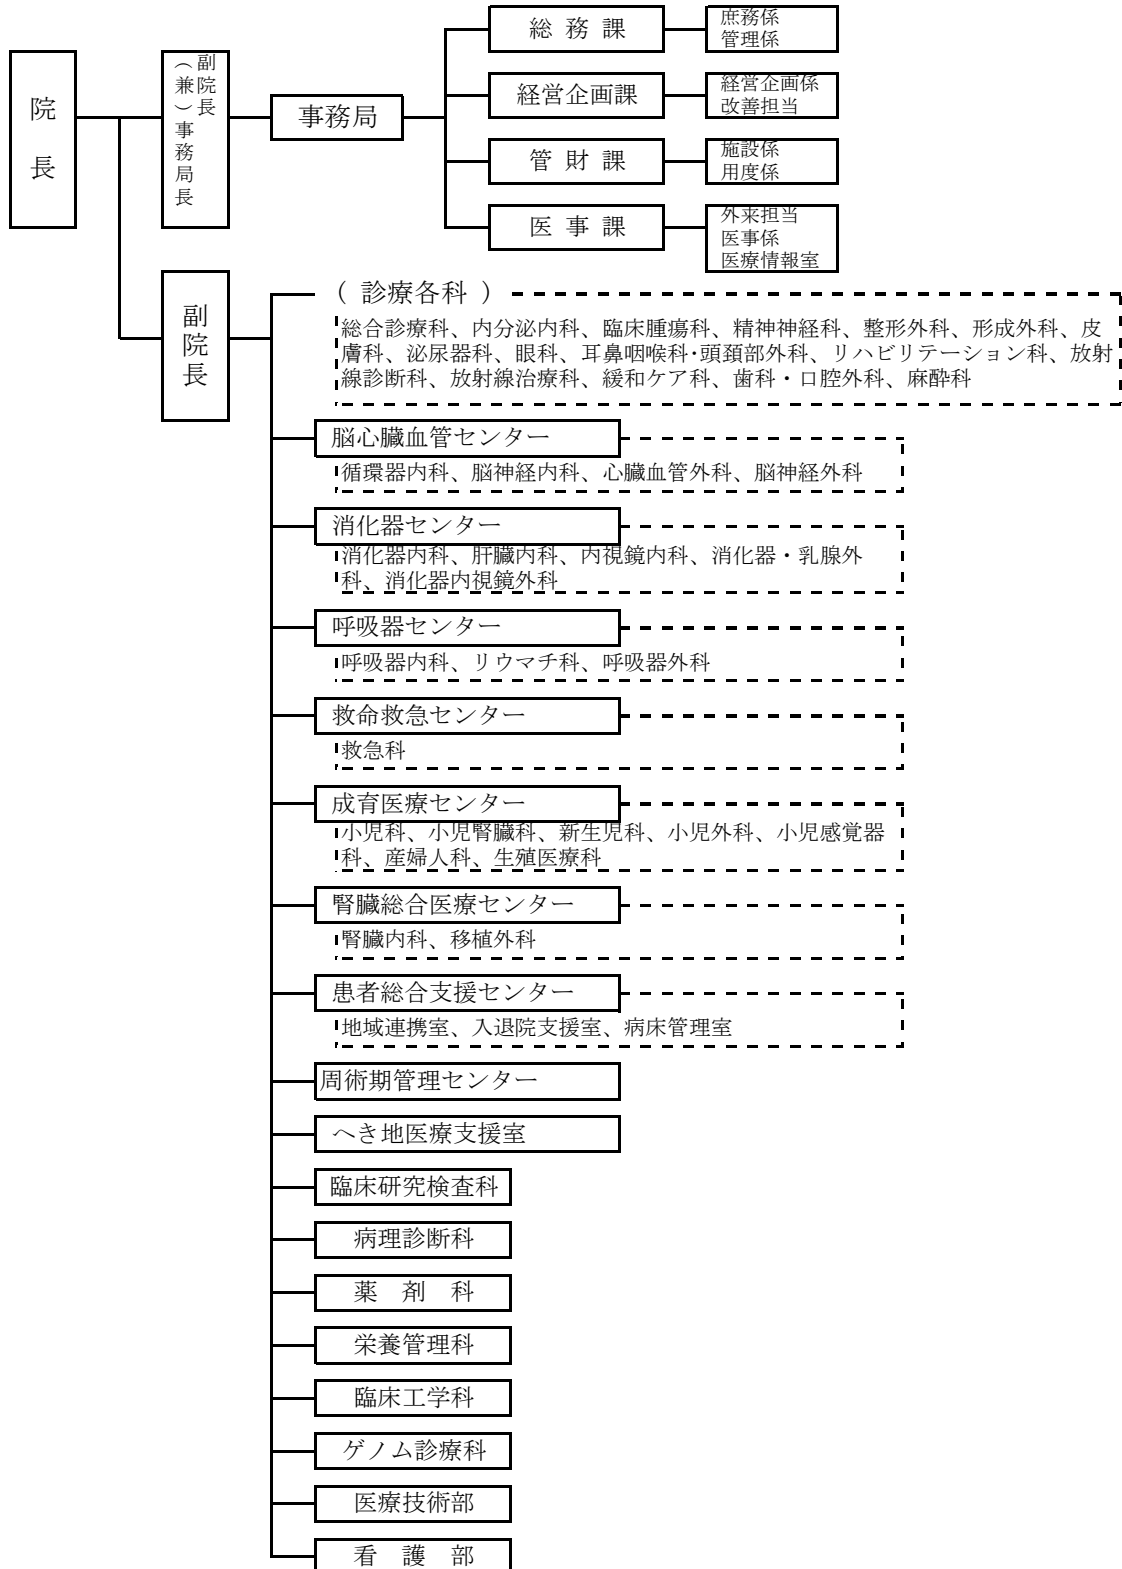 院長
副院長
（兼）事務局長
事務局
総務課
庶務係
管理係
経営企画課
経営企画係
改善担当
管財課
施設係
用度係
医事課
外来担当
医事係
医療情報室
副院長
（診療各科）
総合診療科、内分泌内科、臨床腫瘍科、精神神経科、整形外科、形成外科、皮
膚科、泌尿器科、眼科、耳鼻咽喉科･頭頚部外科、リハビリテーション科、放射
線診断科、放射線治療科、緩和ケア科、歯科・口腔外科、麻酔科
脳心臓血管センター
循環器内科、脳神経内科、心臓血管外科、脳神経外科
消化器センター
消化器内科、肝臓内科、内視鏡内科、消化器・乳腺外
科、消化器内視鏡外科
呼吸器センター
呼吸器内科、リウマチ科、呼吸器外科
救命救急センター
救急科
成育医療センター
小児科、小児腎臓科、新生児科、小児外科、小児感覚器
科、産婦人科、生殖医療科
腎臓総合医療センター
腎臓内科、移植外科
患者総合支援センター
地域連携室、入退院支援室、病床管理室
周術期管理センター
へき地医療支援室
臨床研究検査科
病理診断科
薬剤科
栄養管理科
臨床工学科
ゲノム診療科
医療技術部
看護部